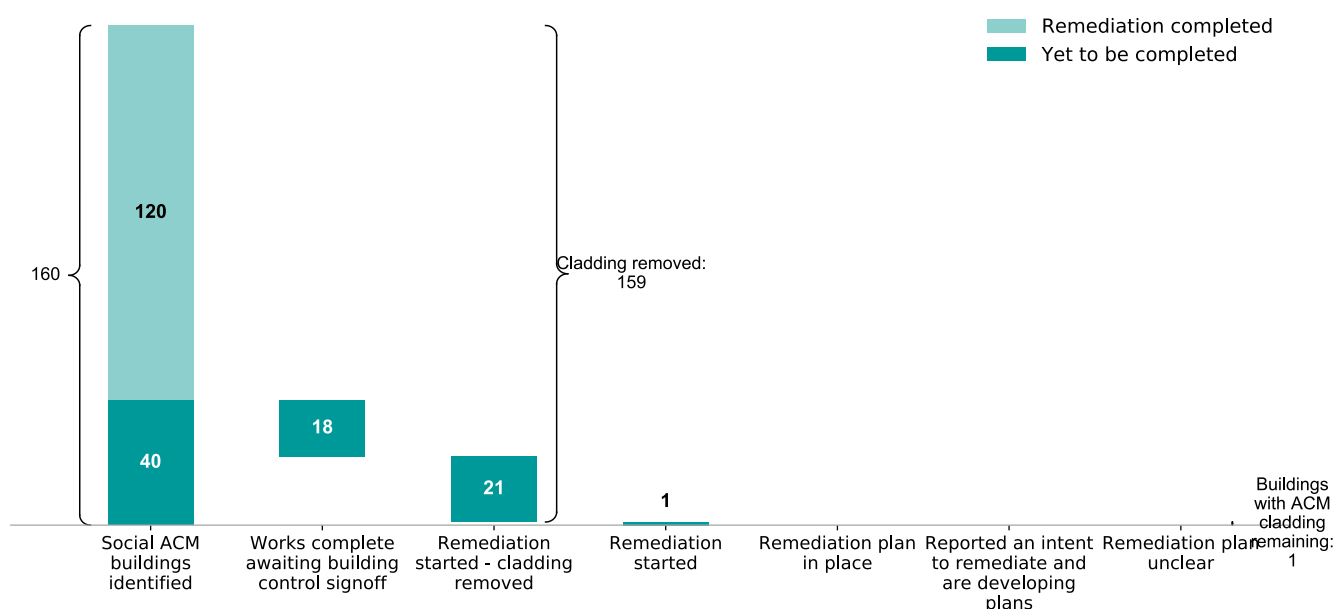 Remediation completed
Yet to be completed
120
160
Cladding removed:
159
18
40
21
1
Social ACM
buildings
identified
Works complete
awaiting building
control signoff
Remediation
started - cladding
removed
Remediation
started
Remediation plan
in place
Reported an intent
to remediate and
are developing
plans
Remediation plan
unclear
Buildings
with ACM
cladding
remaining:
1